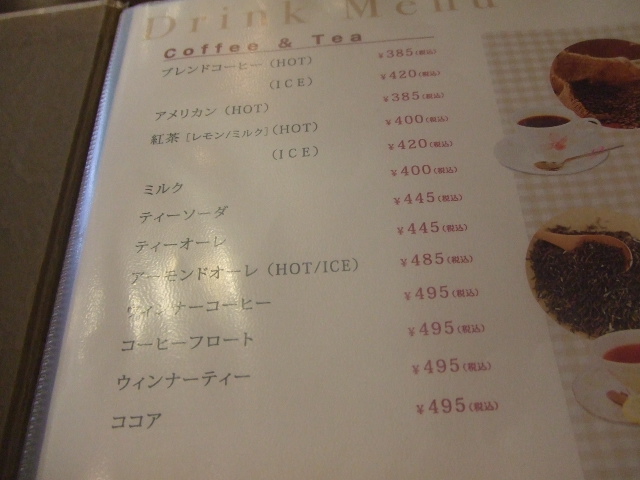 Drink Menu
Coffee & Tea
ブレンドコーヒー（HOT） ¥385(税込)
（ICE） ¥420(税込)
アメリカン（HOT） ¥385(税込)
紅茶［レモン/ミルク］（HOT） ¥400(税込)
（ICE） ¥420(税込)
ミルク ¥400(税込)
ティーソーダ ¥445(税込)
ティーオーレ ¥445(税込)
アーモンドオーレ（HOT/ICE） ¥485(税込)
ウィンナーコーヒー ¥495(税込)
コーヒーフロート ¥495(税込)
ウィンナーティー ¥495(税込)
ココア ¥495(税込)